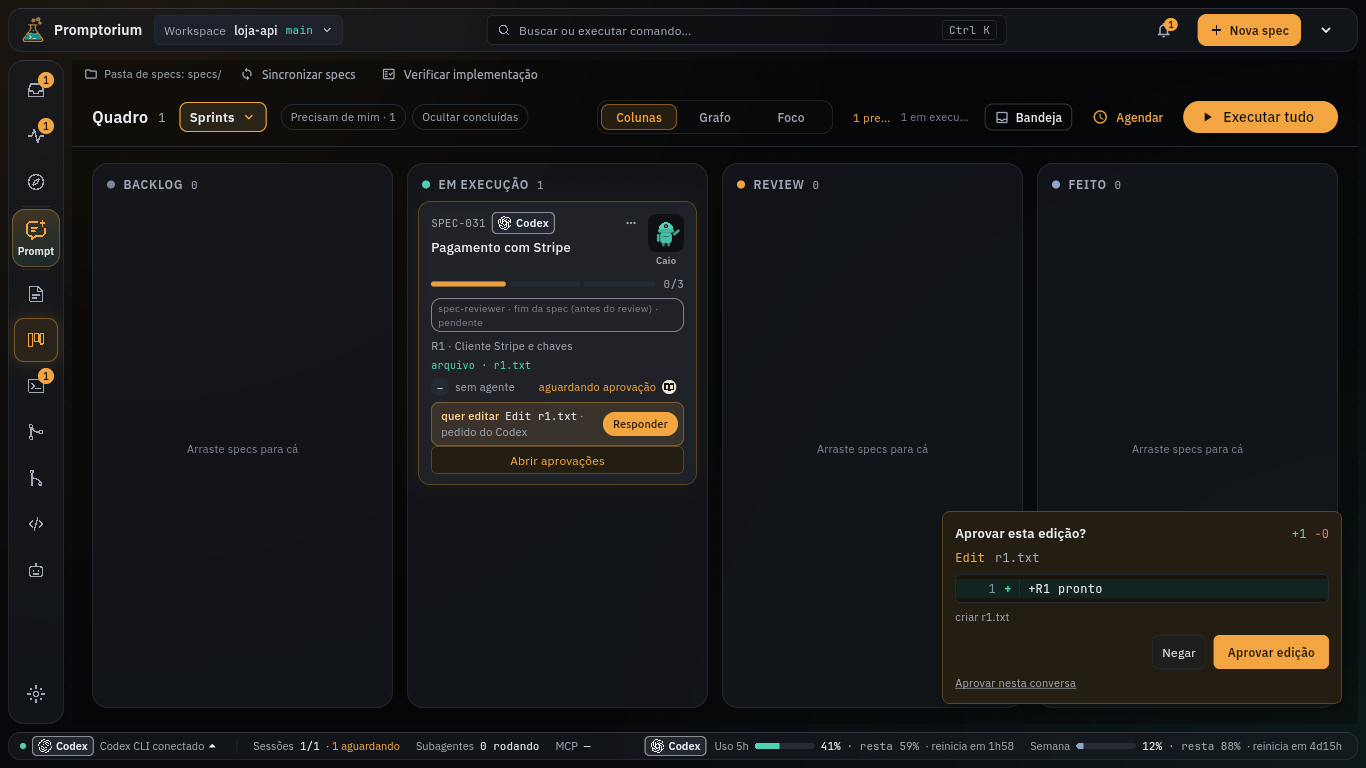 Promptorium
Workspace loja-api main
Buscar ou executar comando...
Ctrl K
1
Nova spec
1
1
Prompt
1
Pasta de specs: specs/
Sincronizar specs
Verificar implementação
Quadro 1
Sprints
Precisam de mim · 1
Ocultar concluídas
Colunas
Grafo
Foco
1 pre...
1 em execu...
Bandeja
Agendar
Executar tudo
BACKLOG 0
Arraste specs para cá
EM EXECUÇÃO 1
SPEC-031
Codex
···
Pagamento com Stripe
Caio
0/3
spec-reviewer · fim da spec (antes do review) ·
pendente
R1 · Cliente Stripe e chaves
arquivo · r1.txt
– sem agente
aguardando aprovação
quer editar Edit r1.txt ·
pedido do Codex
Responder
Abrir aprovações
REVIEW 0
Arraste specs para cá
FEITO 0
Arraste specs para cá
Aprovar esta edição?
+1 -0
Edit r1.txt
1 + +R1 pronto
criar r1.txt
Negar
Aprovar edição
Aprovar nesta conversa
Codex
Codex CLI conectado
Sessões 1/1 · 1 aguardando
Subagentes 0 rodando
MCP —
Codex
Uso 5h 41% · resta 59% · reinicia em 1h58
Semana 12% · resta 88% · reinicia em 4d15h